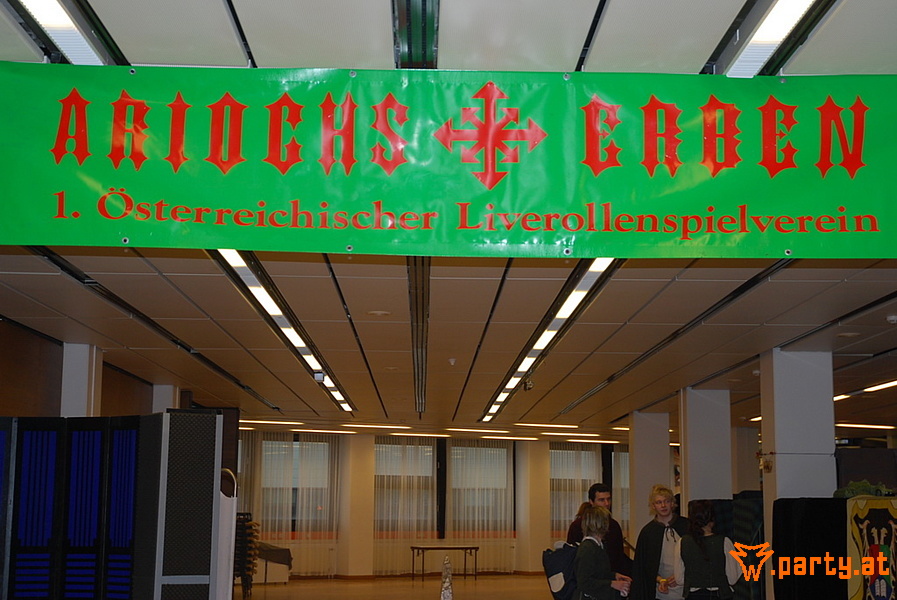 ARIOCHS ERBEN
1. Österreichischer Liverollenspielverein
.party.at